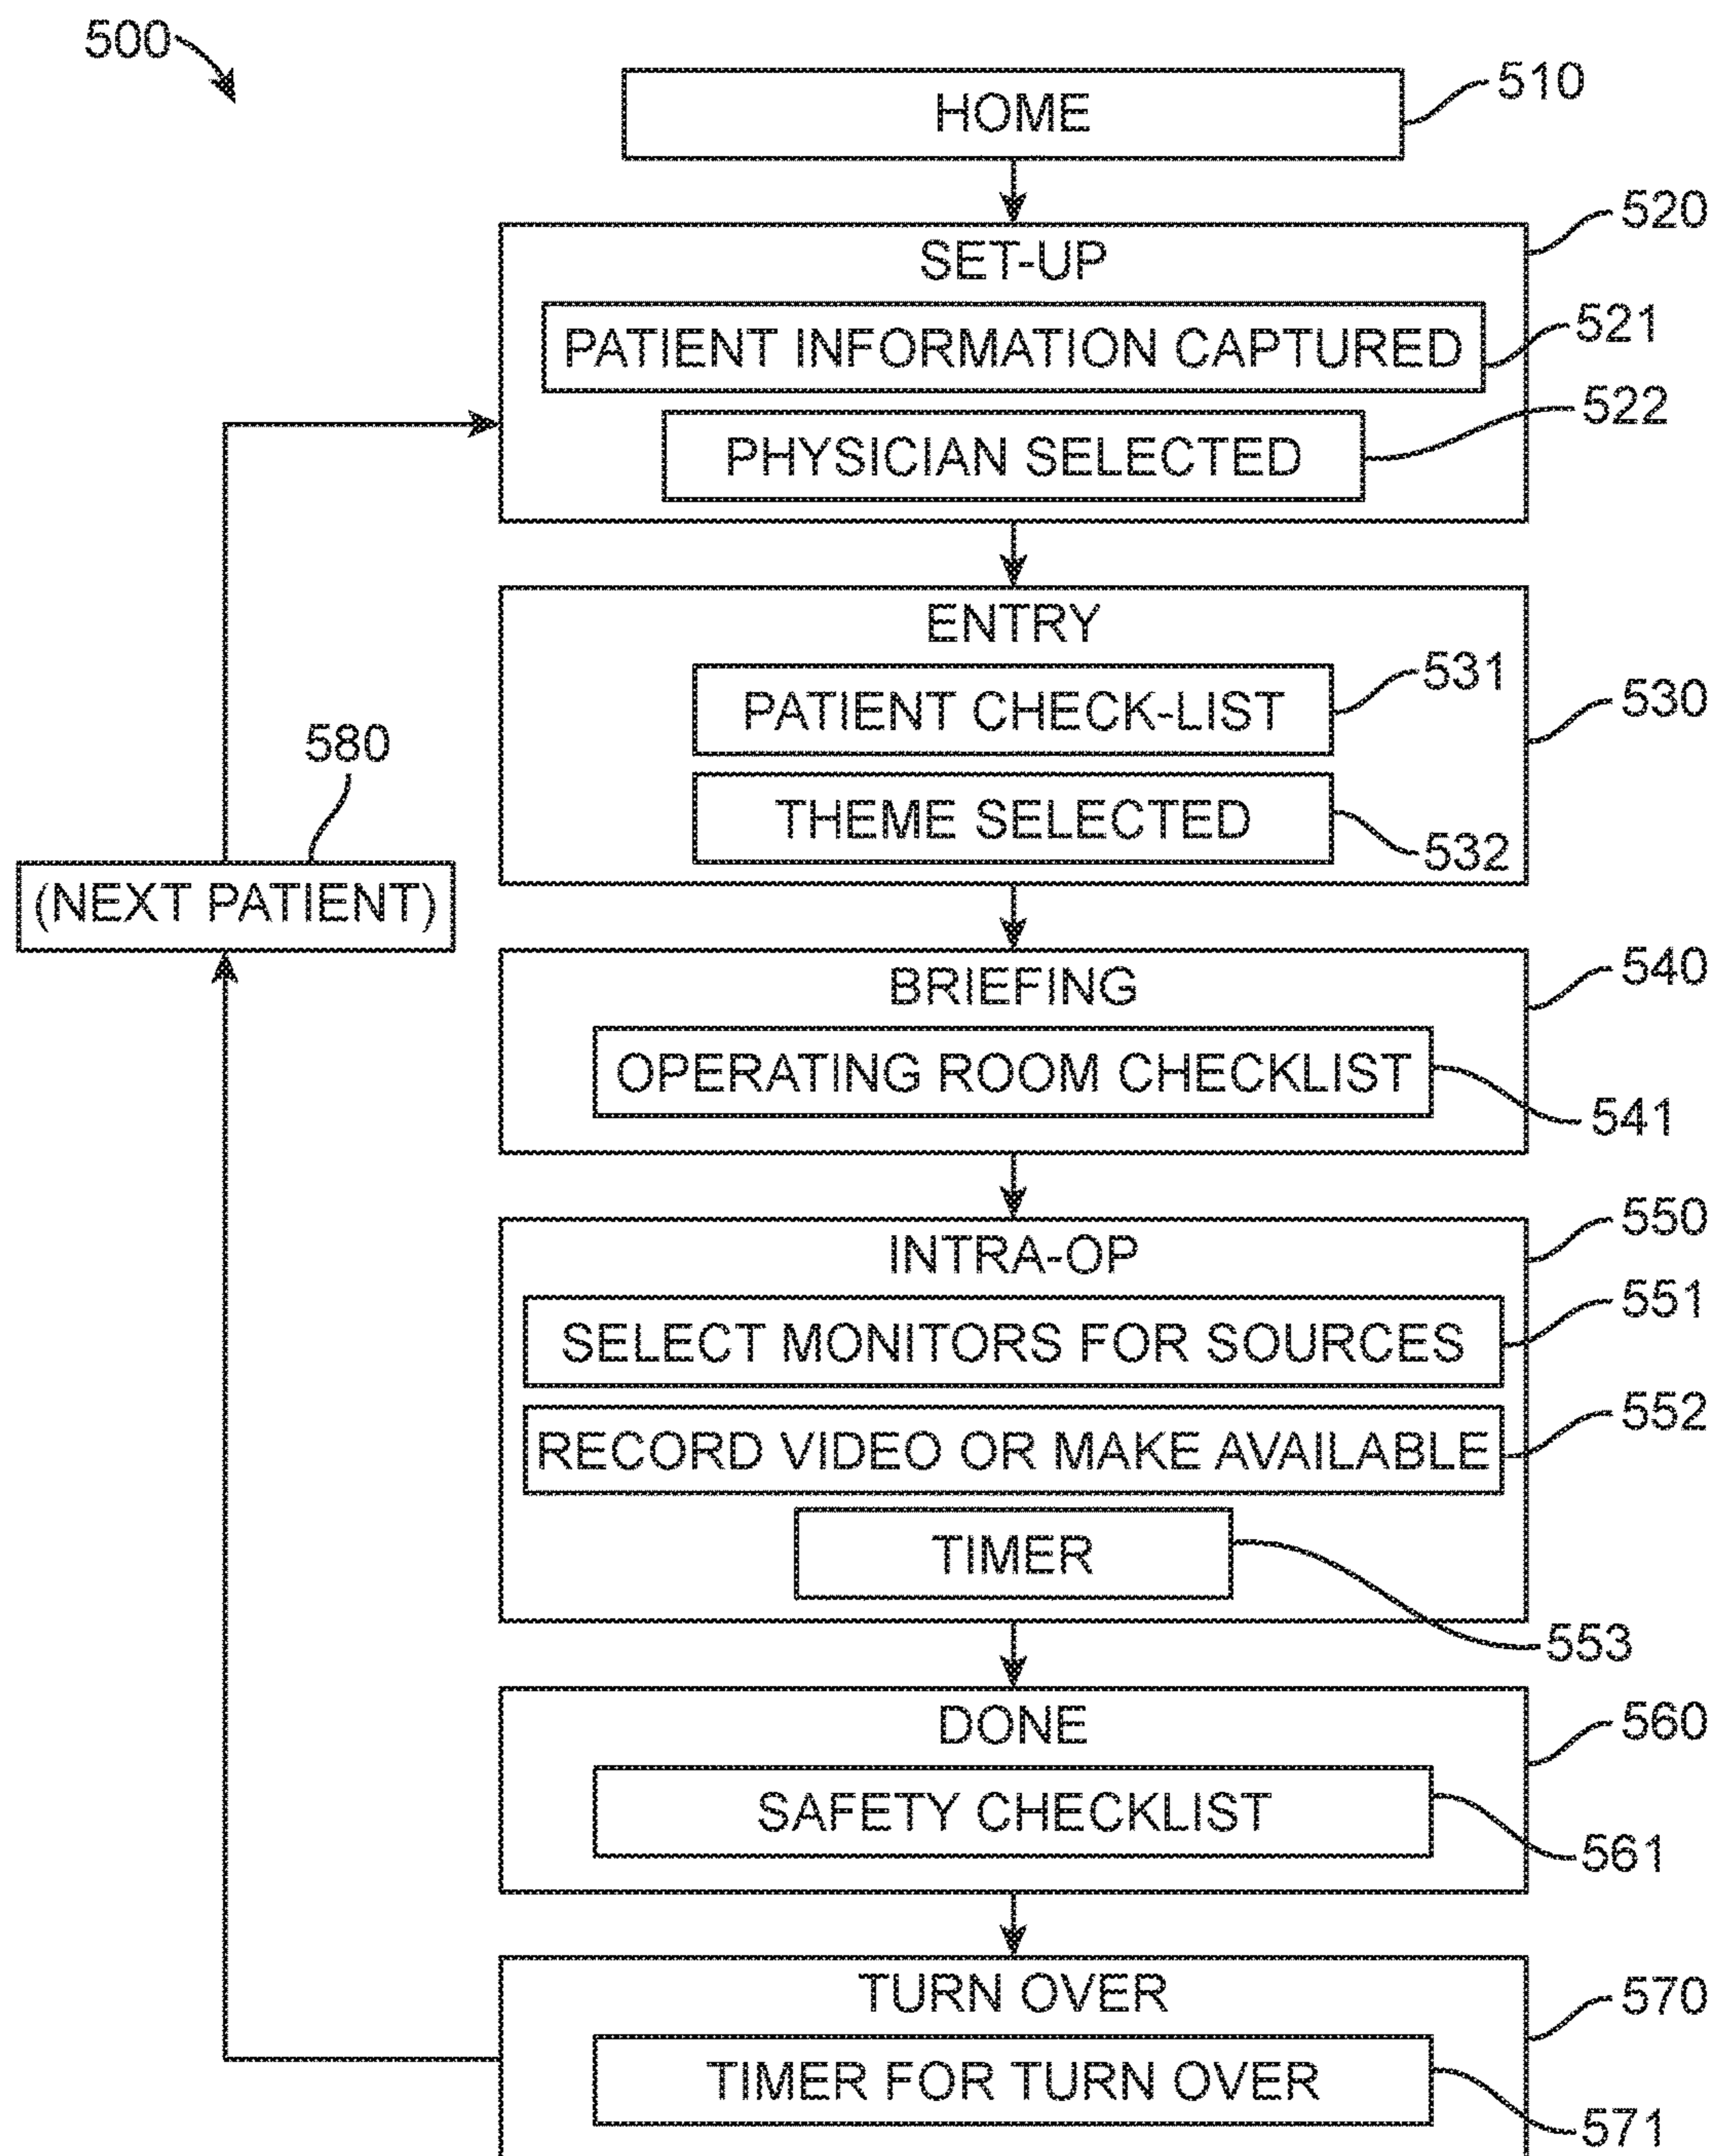 500
HOME
510
SET-UP
520
PATIENT INFORMATION CAPTURED
521
PHYSICIAN SELECTED
522
ENTRY
530
PATIENT CHECK-LIST
531
THEME SELECTED
532
580
(NEXT PATIENT)
BRIEFING
540
OPERATING ROOM CHECKLIST
541
INTRA-OP
550
SELECT MONITORS FOR SOURCES
551
RECORD VIDEO OR MAKE AVAILABLE
552
TIMER
553
DONE
560
SAFETY CHECKLIST
561
TURN OVER
570
TIMER FOR TURN OVER
571